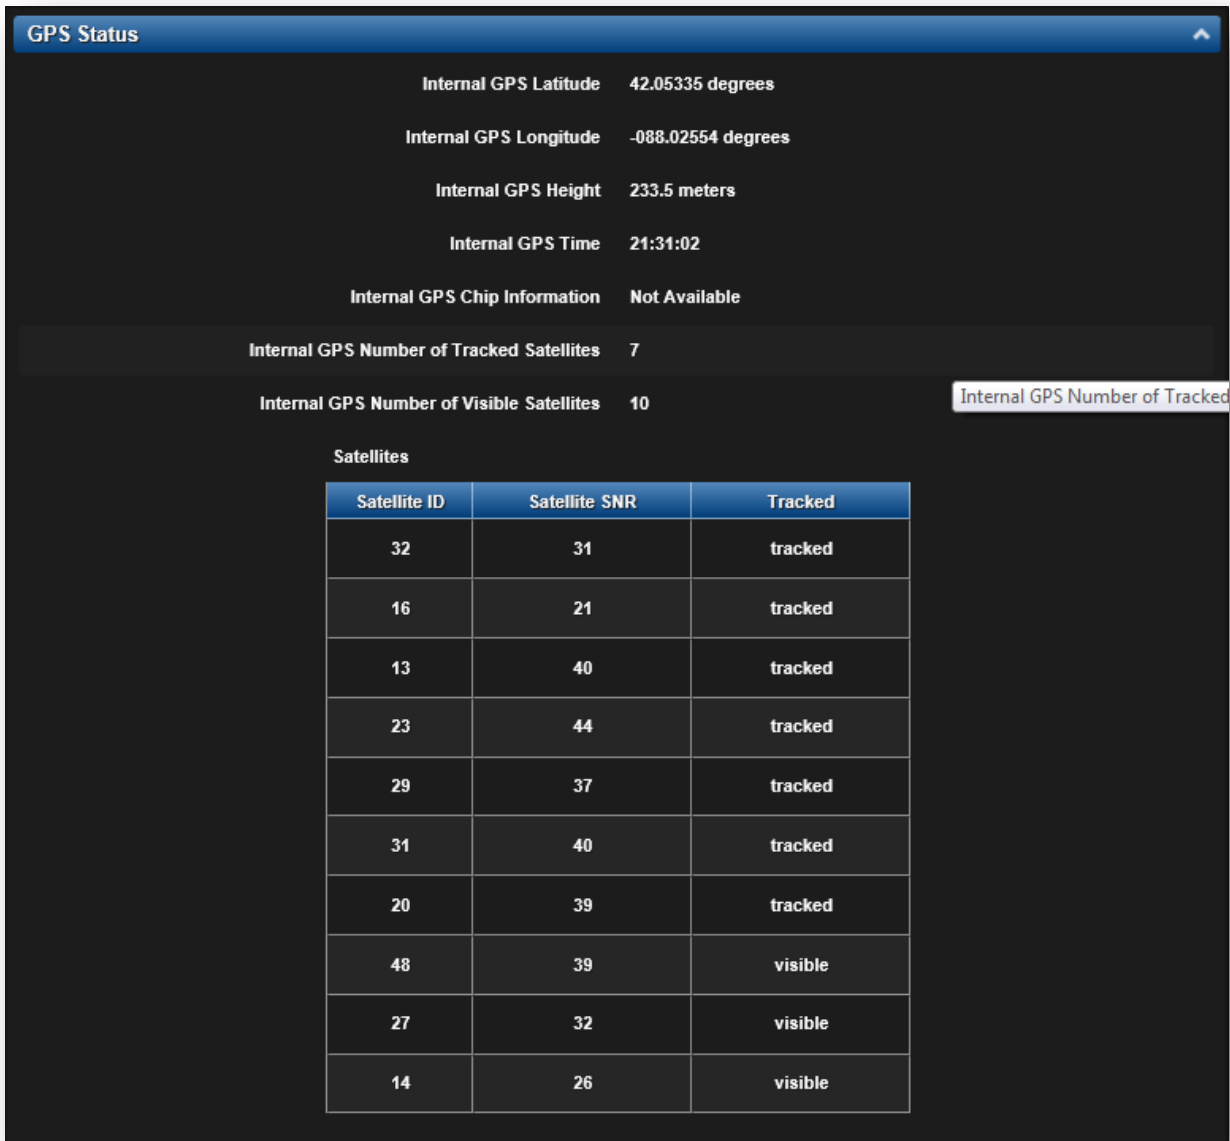 GPS Status
Internal GPS Latitude 42.05335 degrees
Internal GPS Longitude -088.02554 degrees
Internal GPS Height 233.5 meters
Internal GPS Time 21:31:02
Internal GPS Chip Information Not Available
Internal GPS Number of Tracked Satellites 7
Internal GPS Number of Visible Satellites 10
Internal GPS Number of Tracked
Satellites
Satellite ID Satellite SNR Tracked
32 31 tracked
16 21 tracked
13 40 tracked
23 44 tracked
29 37 tracked
31 40 tracked
20 39 tracked
48 39 visible
27 32 visible
14 26 visible